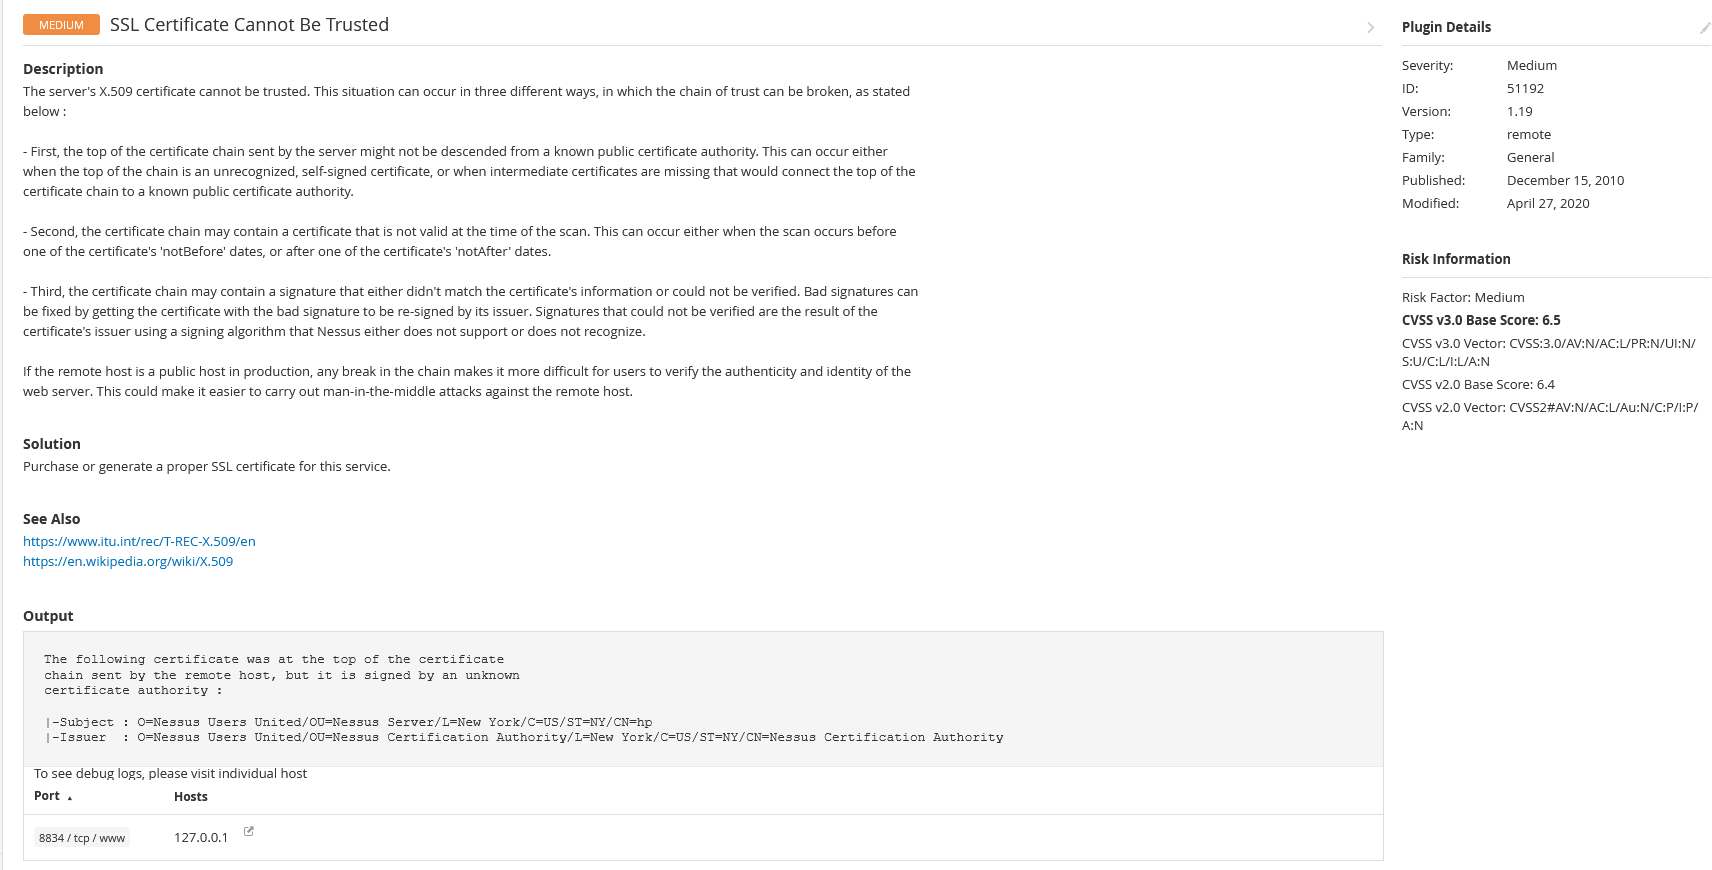 MEDIUM SSL Certificate Cannot Be Trusted
Description
The server's X.509 certificate cannot be trusted. This situation can occur in three different ways, in which the chain of trust can be broken, as stated
below :
- First, the top of the certificate chain sent by the server might not be descended from a known public certificate authority. This can occur either
when the top of the chain is an unrecognized, self-signed certificate, or when intermediate certificates are missing that would connect the top of the
certificate chain to a known public certificate authority.
- Second, the certificate chain may contain a certificate that is not valid at the time of the scan. This can occur either when the scan occurs before
one of the certificate's 'notBefore' dates, or after one of the certificate's 'notAfter' dates.
- Third, the certificate chain may contain a signature that either didn't match the certificate's information or could not be verified. Bad signatures can
be fixed by getting the certificate with the bad signature to be re-signed by its issuer. Signatures that could not be verified are the result of the
certificate's issuer using a signing algorithm that Nessus either does not support or does not recognize.
If the remote host is a public host in production, any break in the chain makes it more difficult for users to verify the authenticity and identity of the
web server. This could make it easier to carry out man-in-the-middle attacks against the remote host.
Solution
Purchase or generate a proper SSL certificate for this service.
See Also
https://www.itu.int/rec/T-REC-X.509/en
https://en.wikipedia.org/wiki/X.509
Output
The following certificate was at the top of the certificate
chain sent by the remote host, but it is signed by an unknown
certificate authority :
|-Subject : O=Nessus Users United/OU=Nessus Server/L=New York/C=US/ST=NY/CN=hp
|-Issuer  : O=Nessus Users United/OU=Nessus Certification Authority/L=New York/C=US/ST=NY/CN=Nessus Certification Authority
To see debug logs, please visit individual host
Port Hosts
8834 / tcp / www 127.0.0.1
Plugin Details
Severity: Medium
ID: 51192
Version: 1.19
Type: remote
Family: General
Published: December 15, 2010
Modified: April 27, 2020
Risk Information
Risk Factor: Medium
CVSS v3.0 Base Score: 6.5
CVSS v3.0 Vector: CVSS:3.0/AV:N/AC:L/PR:N/UI:N/
S:U/C:L/I:L/A:N
CVSS v2.0 Base Score: 6.4
CVSS v2.0 Vector: CVSS2#AV:N/AC:L/Au:N/C:P/I:P/
A:N